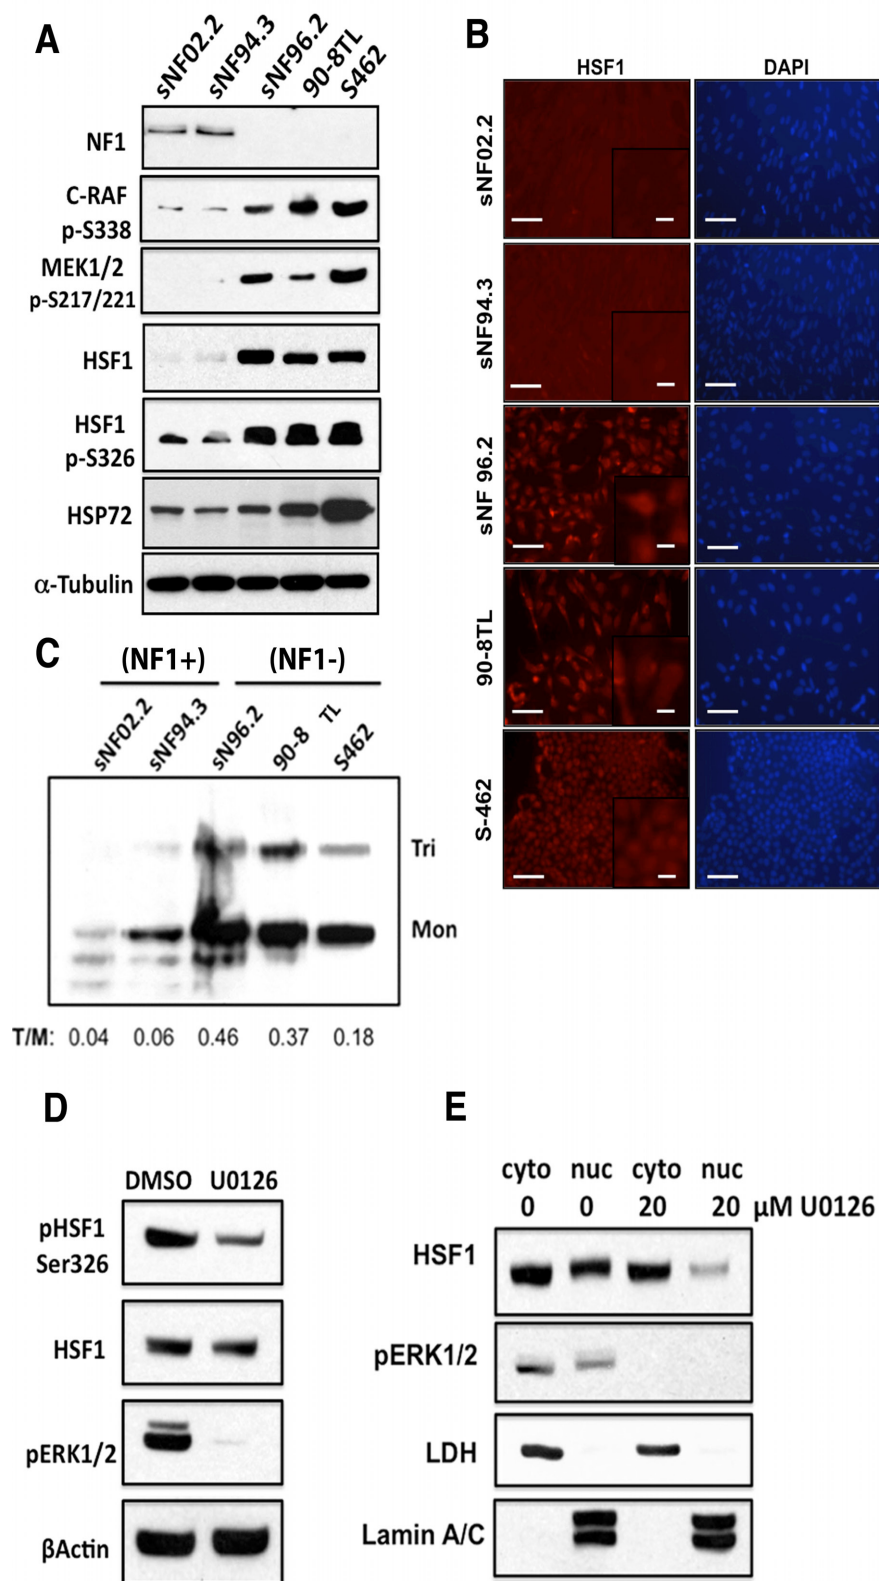 A
sNF02.2 sNF94.3 sNF96.2 90-8TL S462
NF1
C-RAF
p-S338
MEK1/2
p-S217/221
HSF1
HSF1
p-S326
HSP72
α-Tubulin
B
HSF1 DAPI
sNF02.2
sNF94.3
sNF 96.2
90-8TL
S-462
C
(NF1+) (NF1-)
sNF02.2 sNF94.3 sN96.2 90-8 TL S462
Tri
Mon
T/M: 0.04 0.06 0.46 0.37 0.18
D
DMSO U0126
pHSF1
Ser326
HSF1
pERK1/2
βActin
E
cyto nuc cyto nuc
0 0 20 20 μM U0126
HSF1
pERK1/2
LDH
Lamin A/C